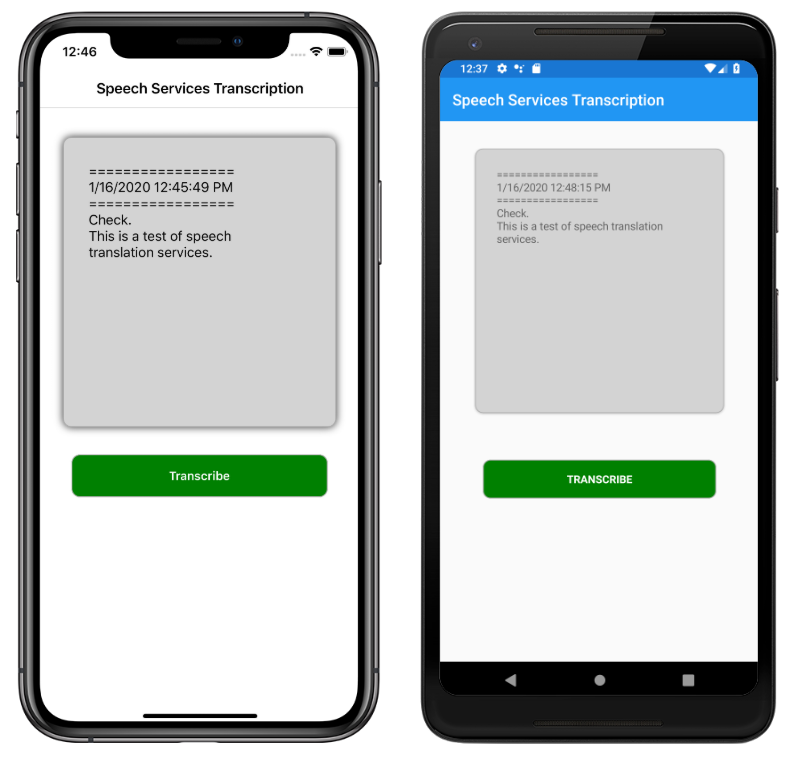 12:46
Speech Services Transcription
=================
1/16/2020 12:45:49 PM
=================
Check.
This is a test of speech
translation services.
Transcribe
12:37
Speech Services Transcription
=================
1/16/2020 12:48:15 PM
=================
Check.
This is a test of speech translation
services.
TRANSCRIBE